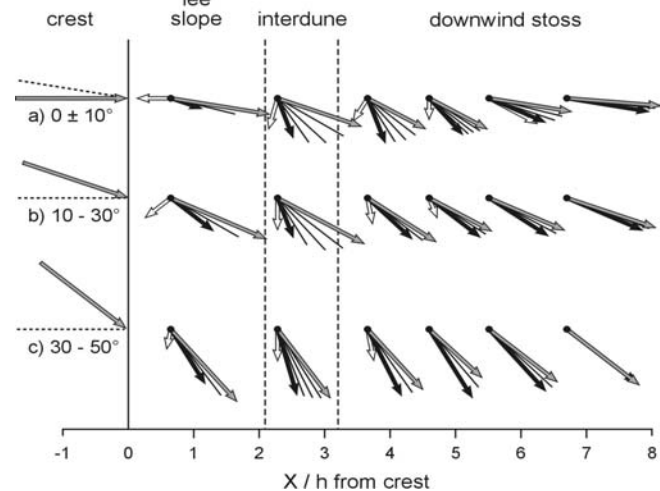 crest
lee
slope
interdune
downwind stoss
a) 0 ± 10°
b) 10 - 30°
c) 30 - 50°
-1 0 1 2 3 4 5 6 7 8
X / h from crest